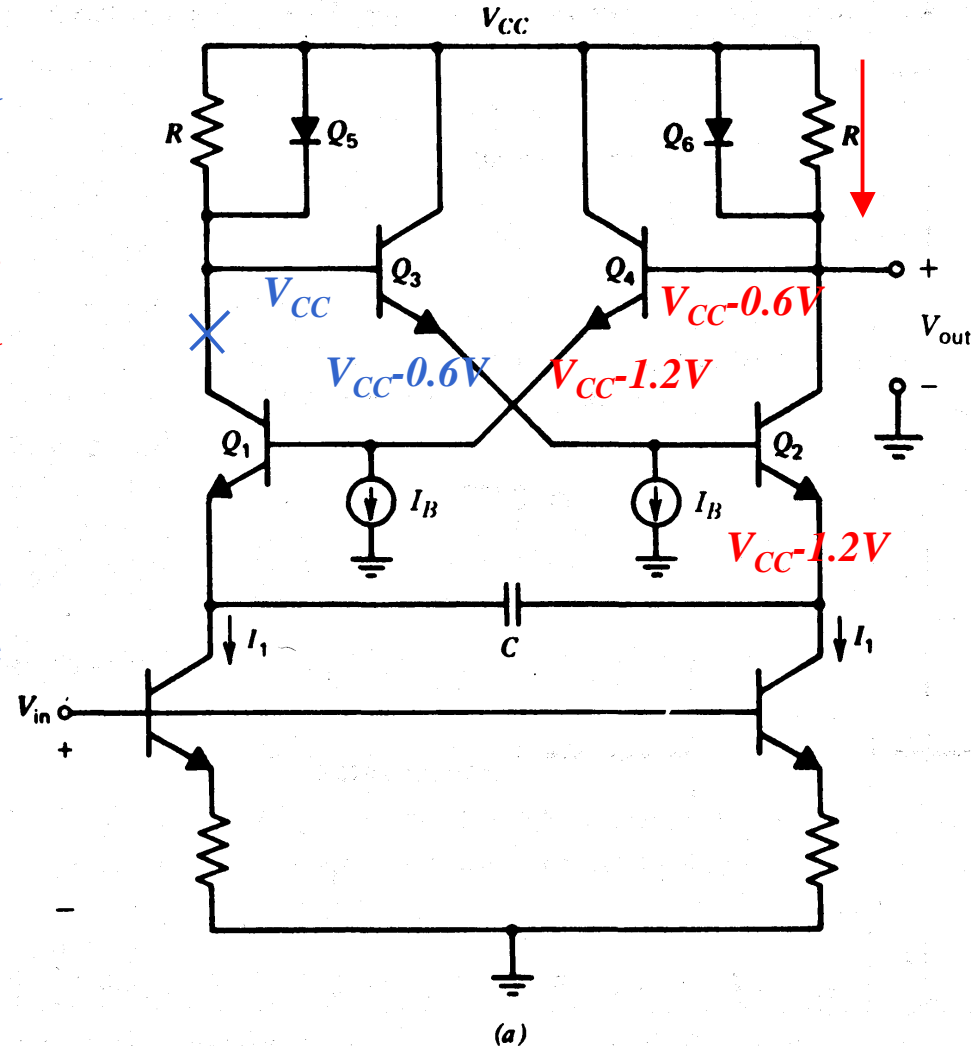 VCC
R
Q5
Q6
R
Q3
Q4
+
VCC
VCC-0.6V
Vout
VCC-0.6V
VCC-1.2V
−
Q1
Q2
IB
IB
VCC-1.2V
I1
C
I1
Vin
+
−
(a)